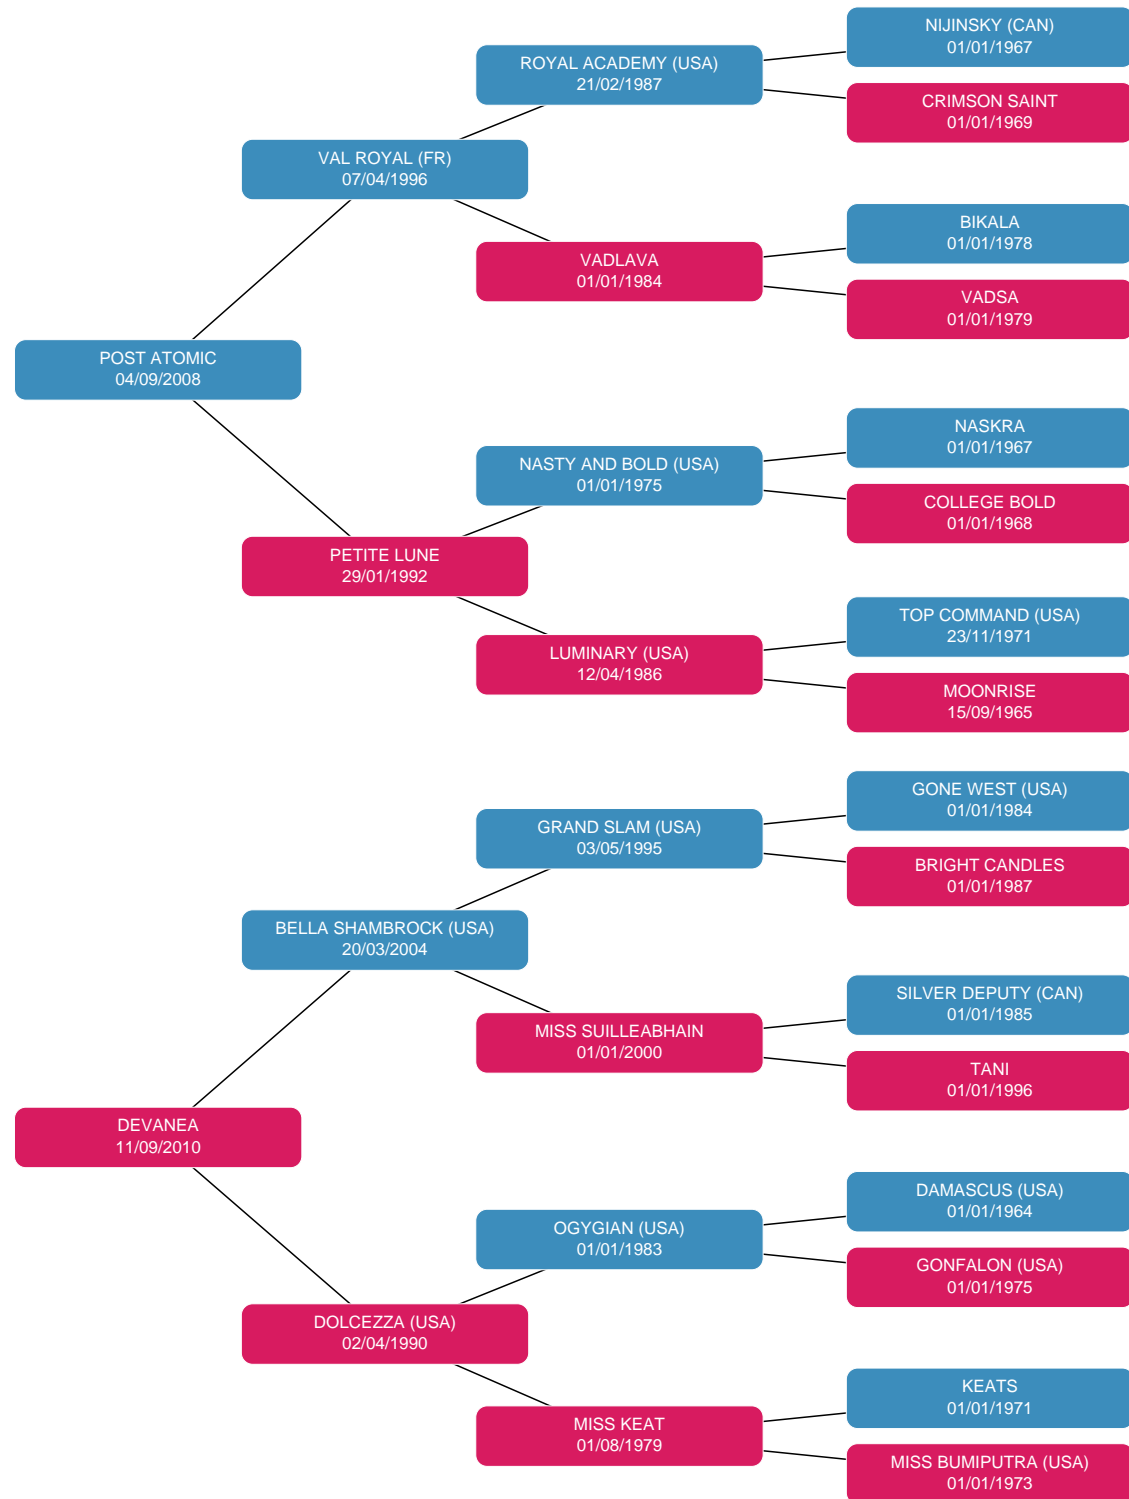 NIJINSKY (CAN)
01/01/1967
ROYAL ACADEMY (USA)
21/02/1987
CRIMSON SAINT
01/01/1969
VAL ROYAL (FR)
07/04/1996
BIKALA
01/01/1978
VADLAVA
01/01/1984
VADSA
01/01/1979
POST ATOMIC
04/09/2008
NASKRA
01/01/1967
NASTY AND BOLD (USA)
01/01/1975
COLLEGE BOLD
01/01/1968
PETITE LUNE
29/01/1992
TOP COMMAND (USA)
23/11/1971
LUMINARY (USA)
12/04/1986
MOONRISE
15/09/1965
GONE WEST (USA)
01/01/1984
GRAND SLAM (USA)
03/05/1995
BRIGHT CANDLES
01/01/1987
BELLA SHAMBROCK (USA)
20/03/2004
SILVER DEPUTY (CAN)
01/01/1985
MISS SUILLEABHAIN
01/01/2000
TANI
01/01/1996
DEVANEA
11/09/2010
DAMASCUS (USA)
01/01/1964
OGYGIAN (USA)
01/01/1983
GONFALON (USA)
01/01/1975
DOLCEZZA (USA)
02/04/1990
KEATS
01/01/1971
MISS KEAT
01/08/1979
MISS BUMIPUTRA (USA)
01/01/1973